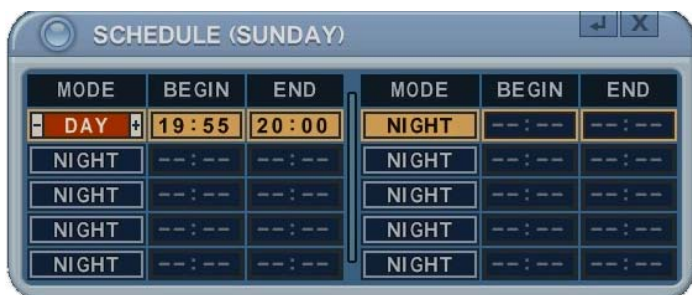 SCHEDULE (SUNDAY) X
MODE BEGIN END MODE BEGIN END
- DAY + 19:55 20:00 NIGHT --:-- --:--
NIGHT --:-- --:-- NIGHT --:-- --:--
NIGHT --:-- --:-- NIGHT --:-- --:--
NIGHT --:-- --:-- NIGHT --:-- --:--
NIGHT --:-- --:-- NIGHT --:-- --:--